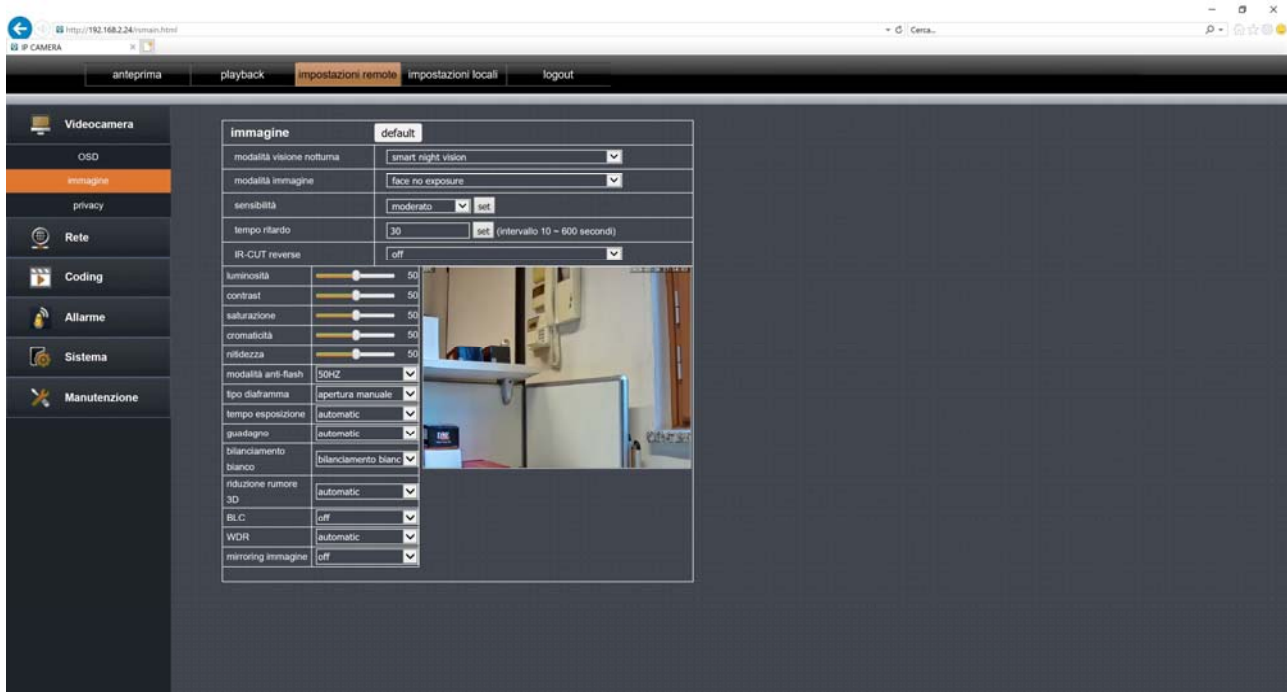 http://192.168.2.24/rsmain.html
Cerca...
IP CAMERA
anteprima playback impostazioni remote impostazioni locali logout
Videocamera
OSD
immagine
privacy
Rete
Coding
Allarme
Sistema
Manutenzione
immagine default
modalità visione notturna smart night vision
modalità immagine face no exposure
sensibilità moderato set
tempo ritardo 30 set (intervallo 10 ~ 600 secondi)
IR-CUT reverse off
luminosità 50
contrast 50
saturazione 50
cromaticità 50
nitidezza 50
modalità anti-flash 50HZ
tipo diaframma apertura manuale
tempo esposizione automatic
guadagno automatic
bilanciamento
bianco bilanciamento bianc
riduzione rumore
3D automatic
BLC off
WDR automatic
mirroring immagine off